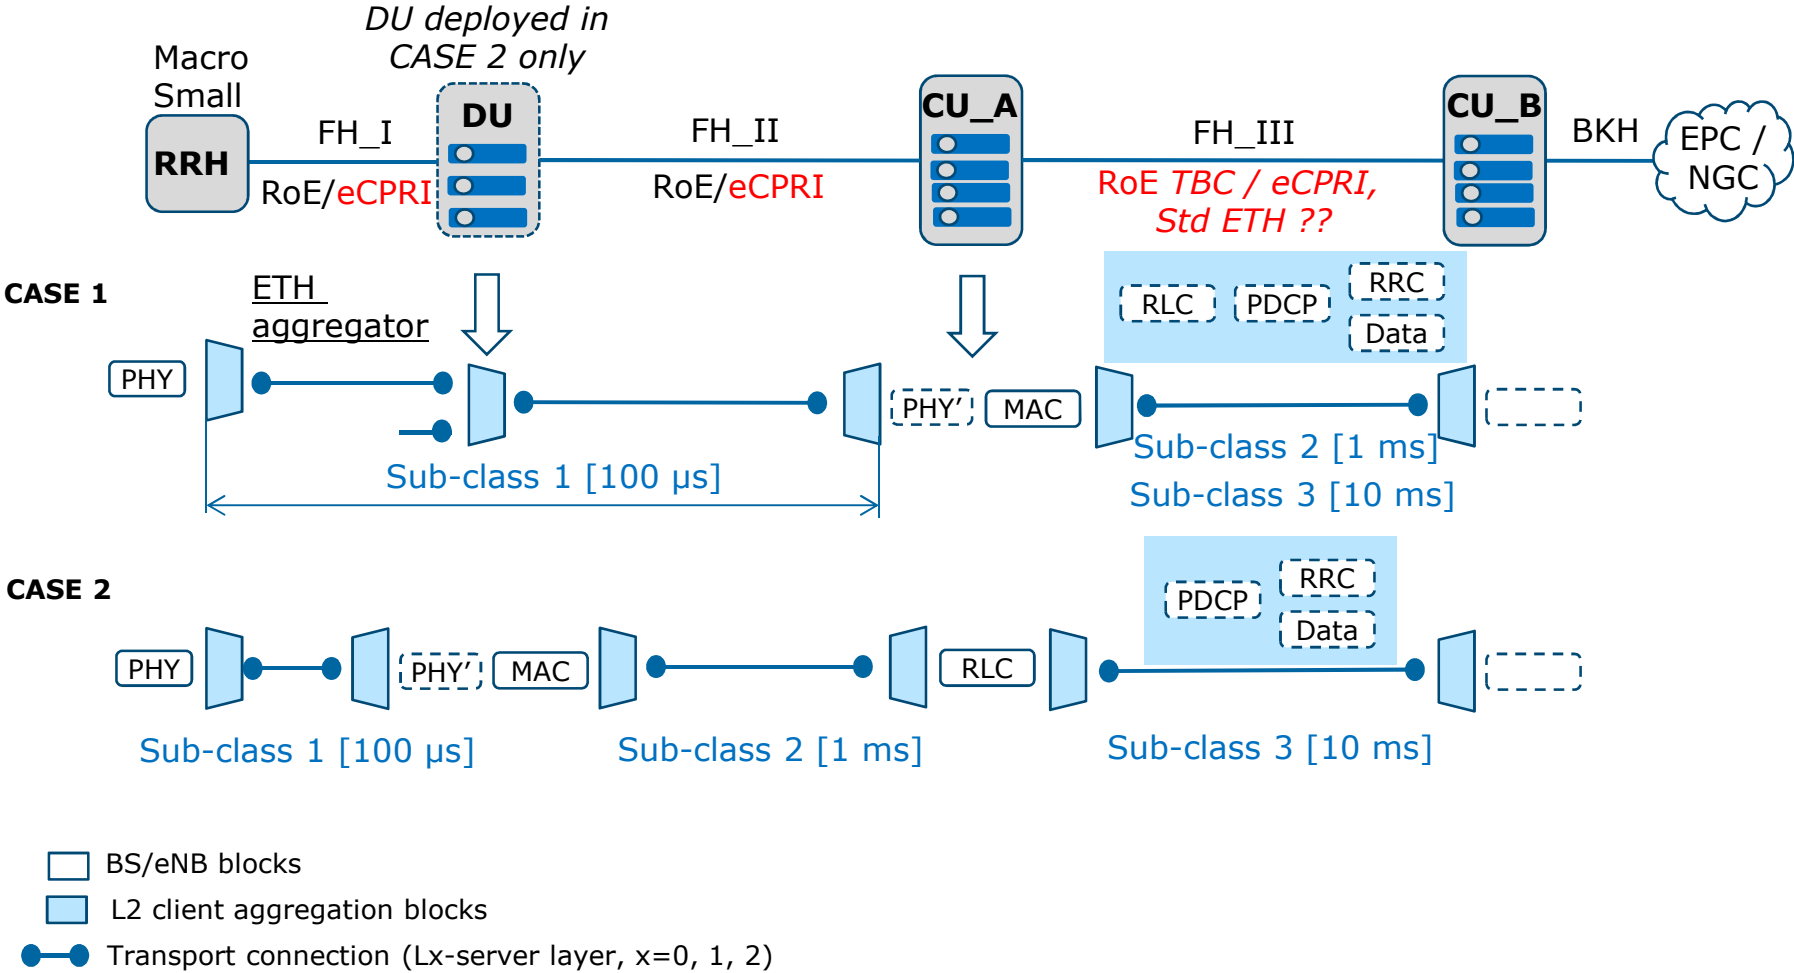 DU deployed in
CASE 2 only
Macro
Small
RRH
FH_I
RoE/eCPRI
DU
FH_II
RoE/eCPRI
CU_A
FH_III
RoE TBC / eCPRI,
Std ETH ??
CU_B
BKH
EPC /
NGC
CASE 1
ETH
aggregator
RLC
PDCP
RRC
Data
PHY
PHY’
MAC
Sub-class 1 [100 µs]
Sub-class 2 [1 ms]
Sub-class 3 [10 ms]
CASE 2
PDCP
RRC
Data
PHY
PHY’
MAC
RLC
Sub-class 1 [100 µs]
Sub-class 2 [1 ms]
Sub-class 3 [10 ms]
BS/eNB blocks
L2 client aggregation blocks
Transport connection (Lx-server layer, x=0, 1, 2)